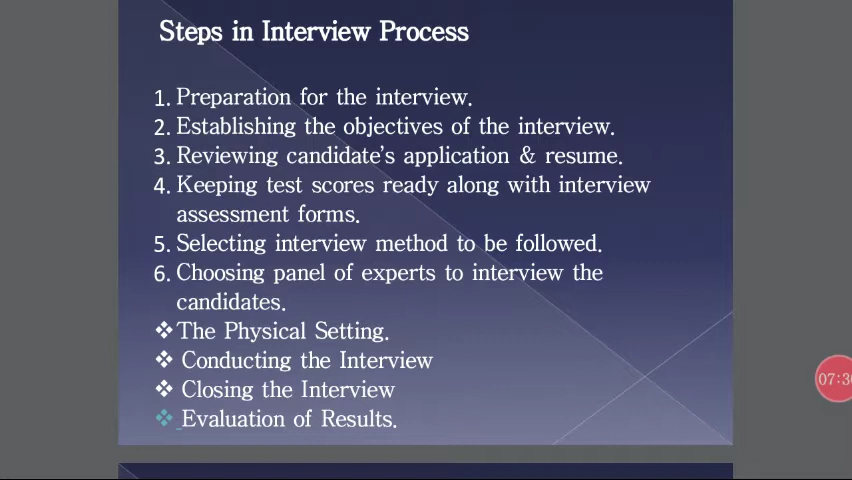 Steps in Interview Process
1. Preparation for the interview.
2. Establishing the objectives of the interview.
3. Reviewing candidate's application & resume.
4. Keeping test scores ready along with interview
assessment forms.
5. Selecting interview method to be followed.
6. Choosing panel of experts to interview the
candidates.
❖The Physical Setting.
❖ Conducting the Interview
❖ Closing the Interview
❖ Evaluation of Results.